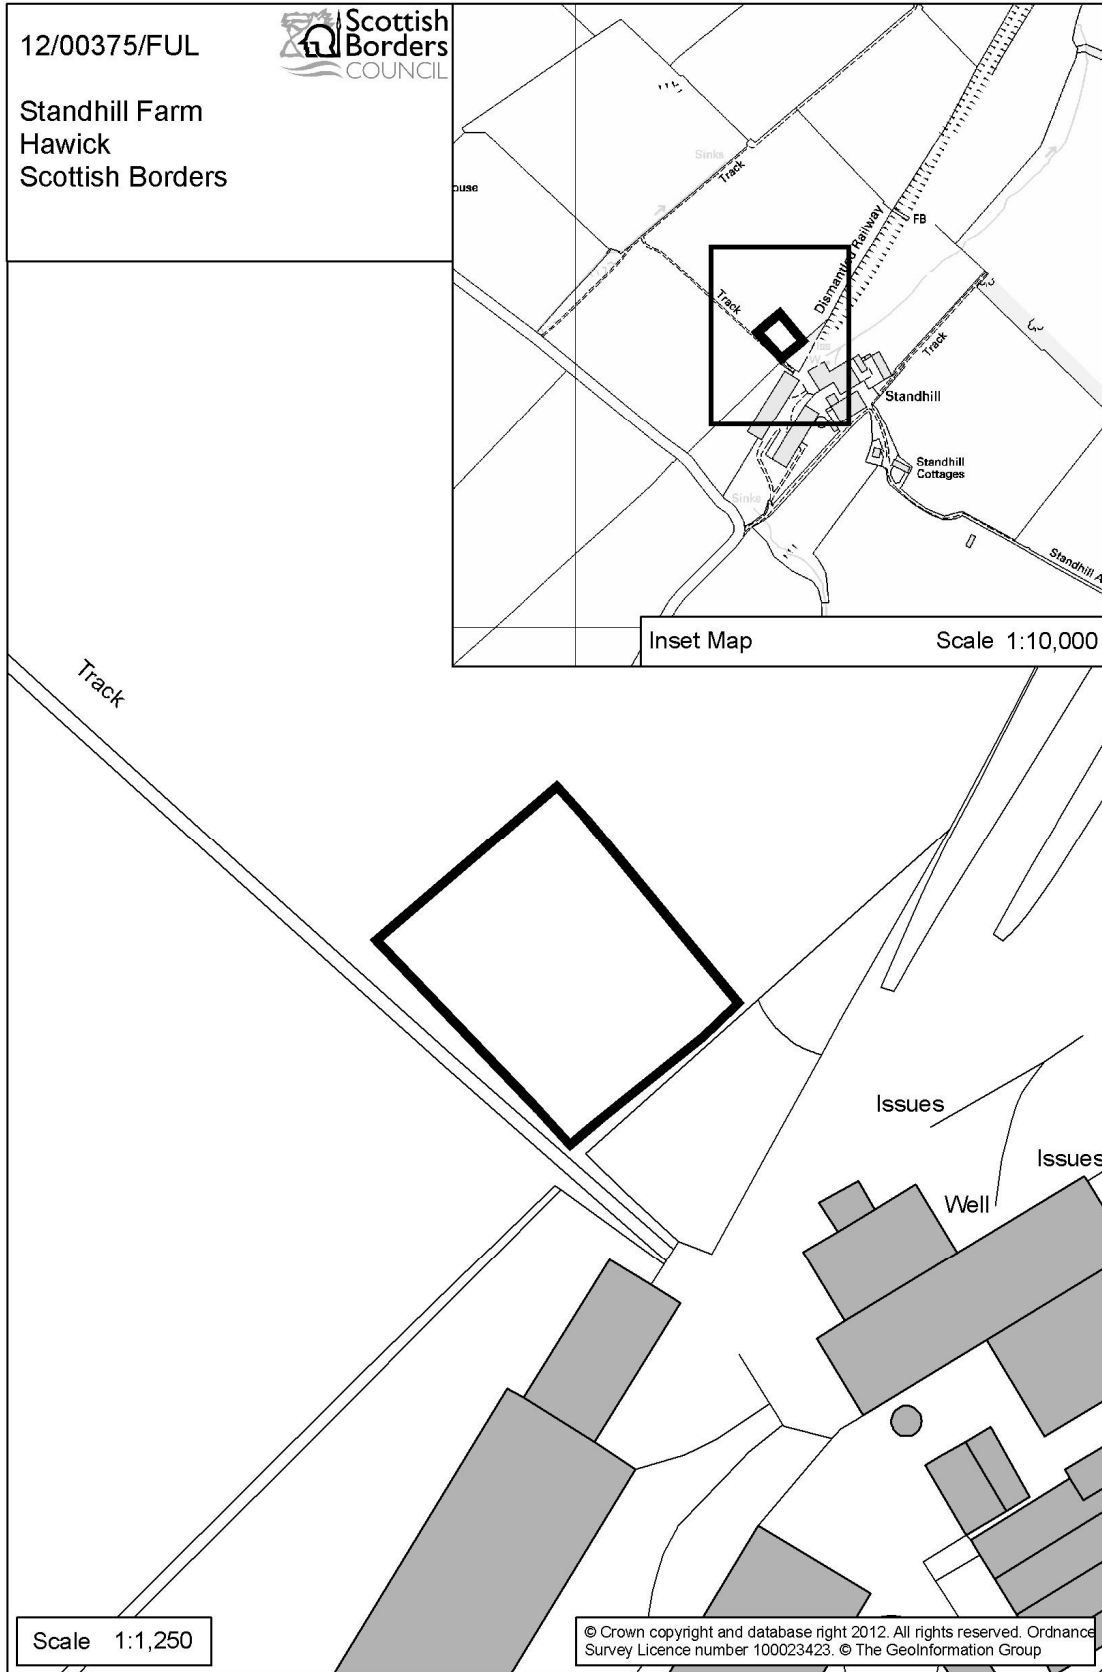 12/00375/FUL
Scottish
Borders
COUNCIL
Standhill Farm
Hawick
Scottish Borders
Sinks
Track
ouse
FB
Dismantled Railway
Track
Track
Standhill
Standhill
Cottages
Sinks
Standhill A
Inset Map
Scale 1:10,000
Track
Issues
Issues
Well
Scale 1:1,250
© Crown copyright and database right 2012. All rights reserved. Ordnance
Survey Licence number 100023423. © The GeoInformation Group